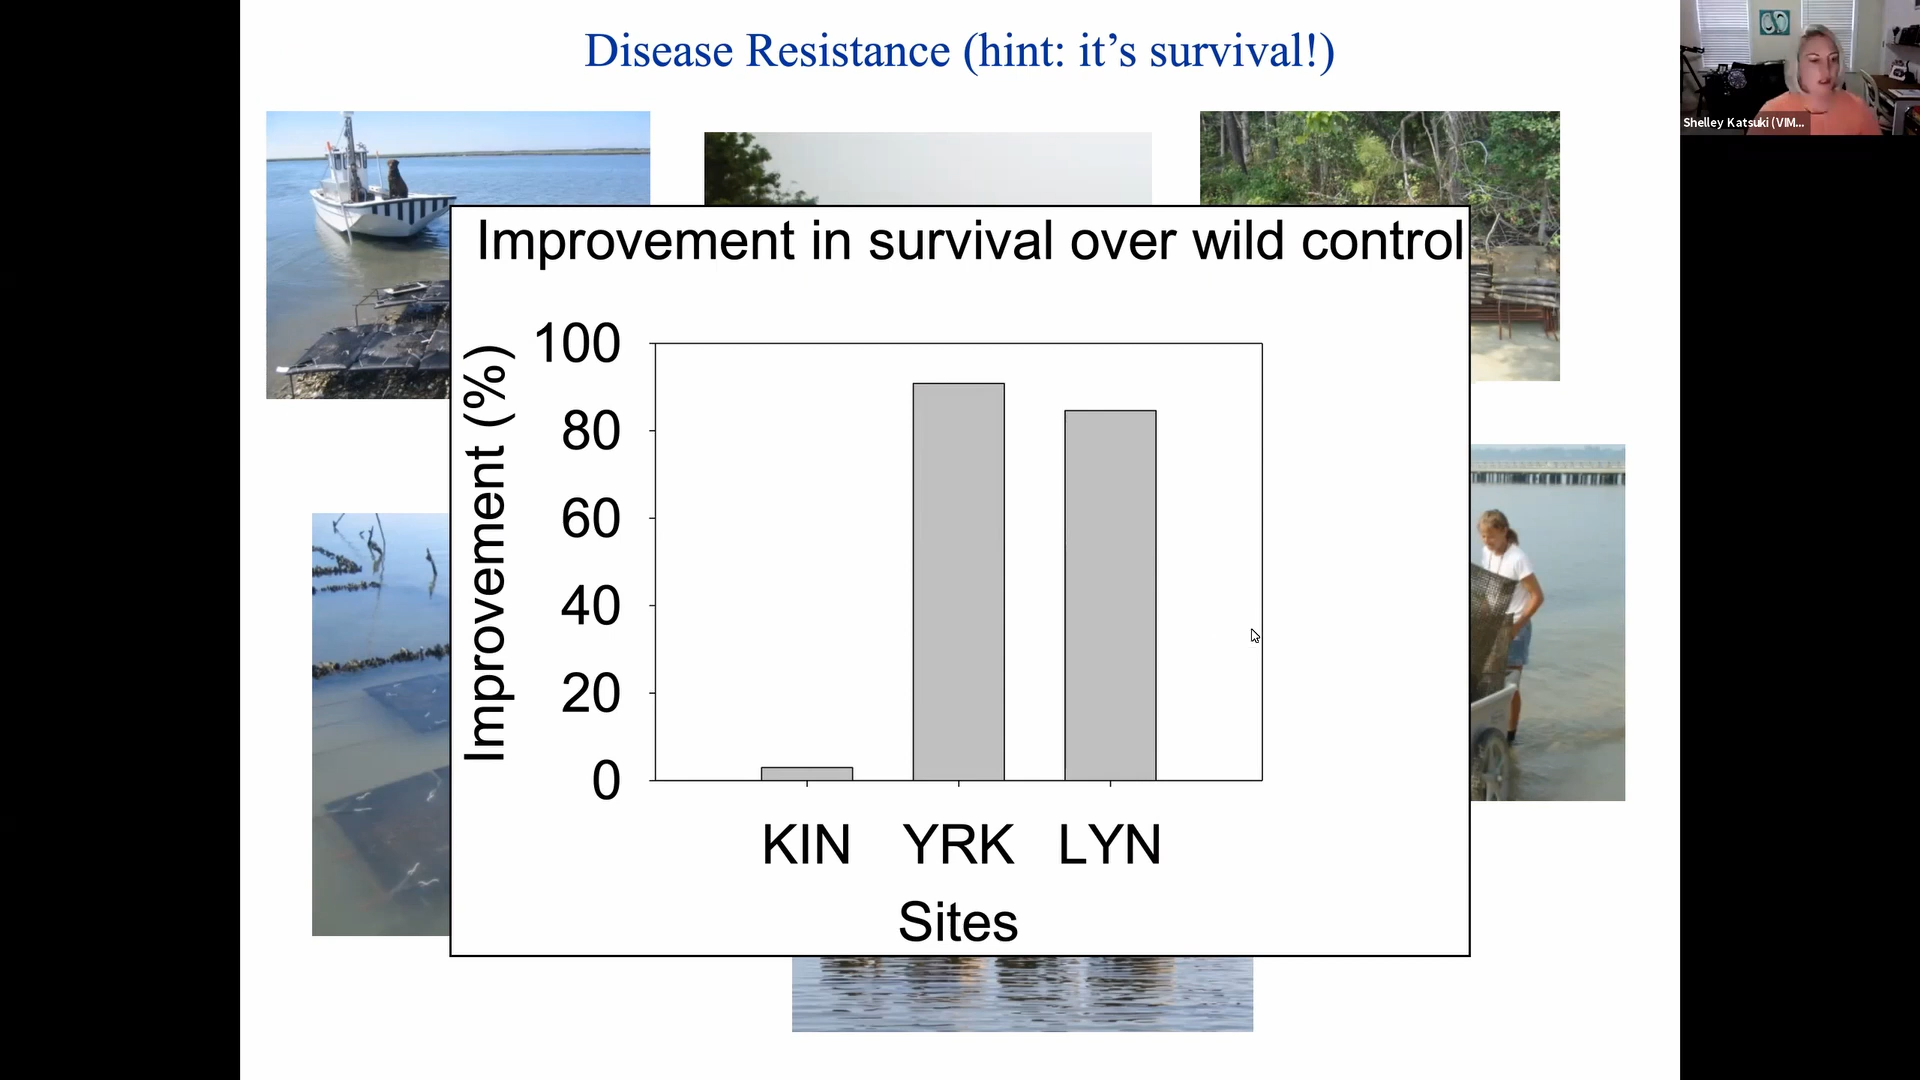 Disease Resistance (hint: it’s survival!)
Shelley Katsuki (VIM...
Improvement in survival over wild control
Improvement (%)
100
80
60
40
20
0
KIN YRK LYN
Sites